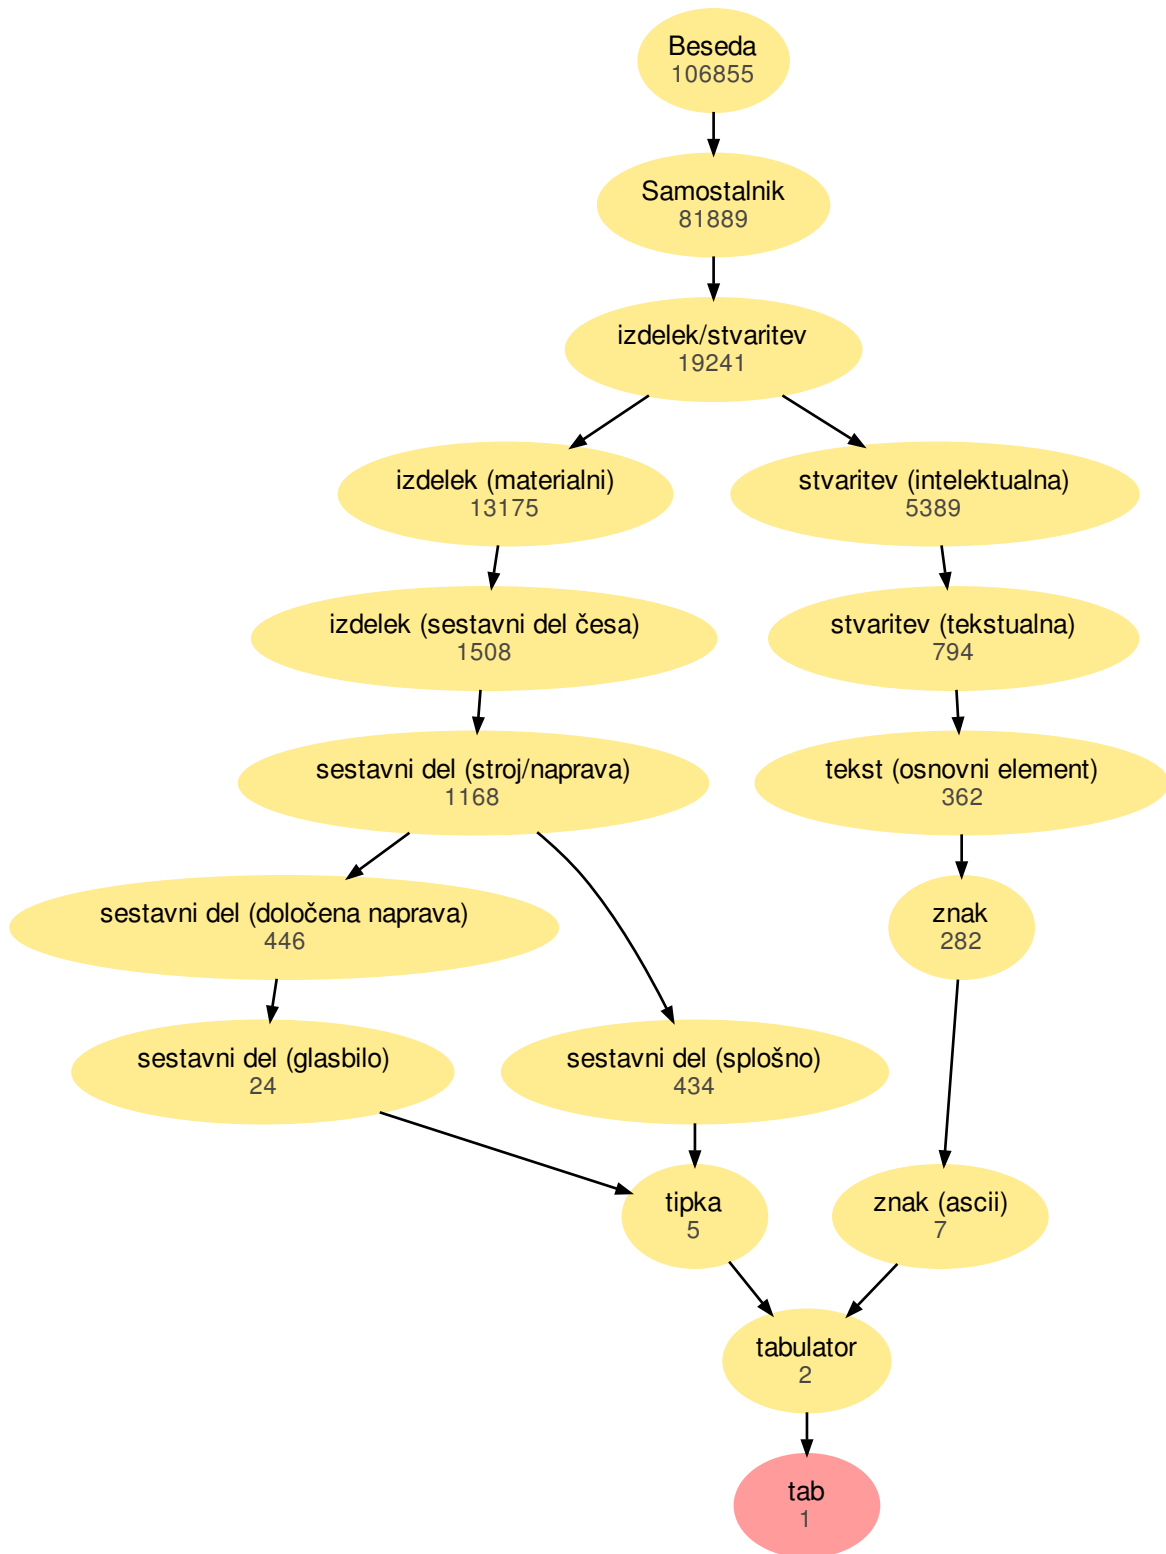 Beseda
106855
Samostalnik
81889
izdelek/stvaritev
19241
izdelek (materialni)
13175
stvaritev (intelektualna)
5389
izdelek (sestavni del česa)
1508
stvaritev (tekstualna)
794
sestavni del (stroj/naprava)
1168
tekst (osnovni element)
362
sestavni del (določena naprava)
446
znak
282
sestavni del (glasbilo)
24
sestavni del (splošno)
434
tipka
5
znak (ascii)
7
tabulator
2
tab
1